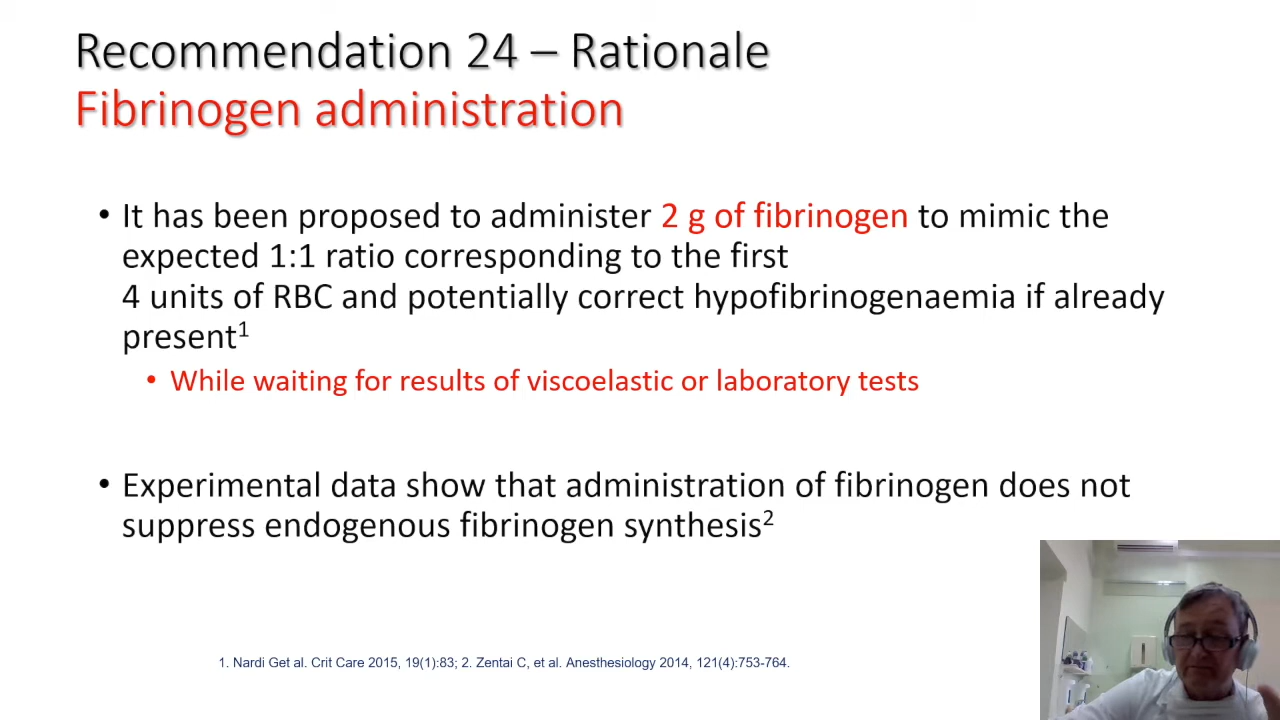 Recommendation 24 – Rationale
Fibrinogen administration
• It has been proposed to administer 2 g of fibrinogen to mimic the
expected 1:1 ratio corresponding to the first
4 units of RBC and potentially correct hypofibrinogenaemia if already
present¹
• While waiting for results of viscoelastic or laboratory tests
• Experimental data show that administration of fibrinogen does not
suppress endogenous fibrinogen synthesis²
1. Nardi Get al. Crit Care 2015, 19(1):83; 2. Zentai C, et al. Anesthesiology 2014, 121(4):753-764.